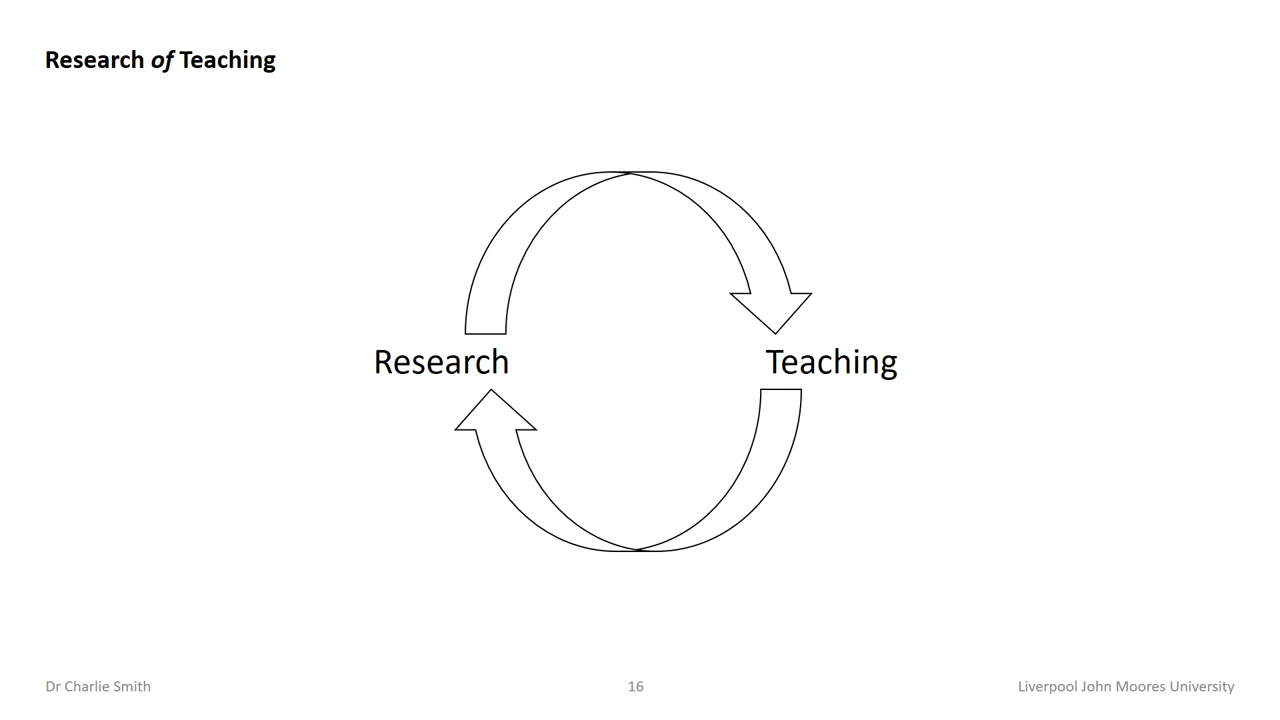 Research of Teaching
Research
Teaching
Dr Charlie Smith
16
Liverpool John Moores University